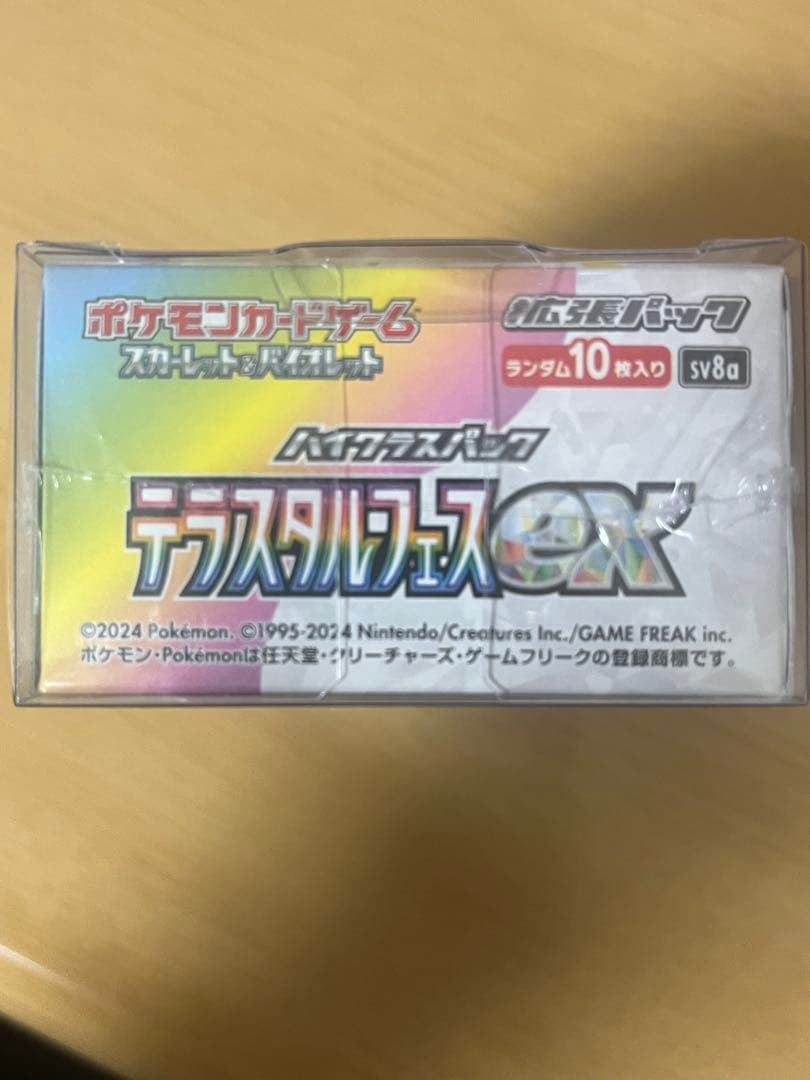 ポケモンカードゲーム
スカーレット&バイオレット
拡張パック
ランダム10枚入り sv8a
ハイクラスパック
テラスタルフェスex
©2024 Pokémon. ©1995-2024 Nintendo/Creatures Inc./GAME FREAK inc.
ポケモン・Pokémonは任天堂・クリーチャーズ・ゲームフリークの登録商標です。